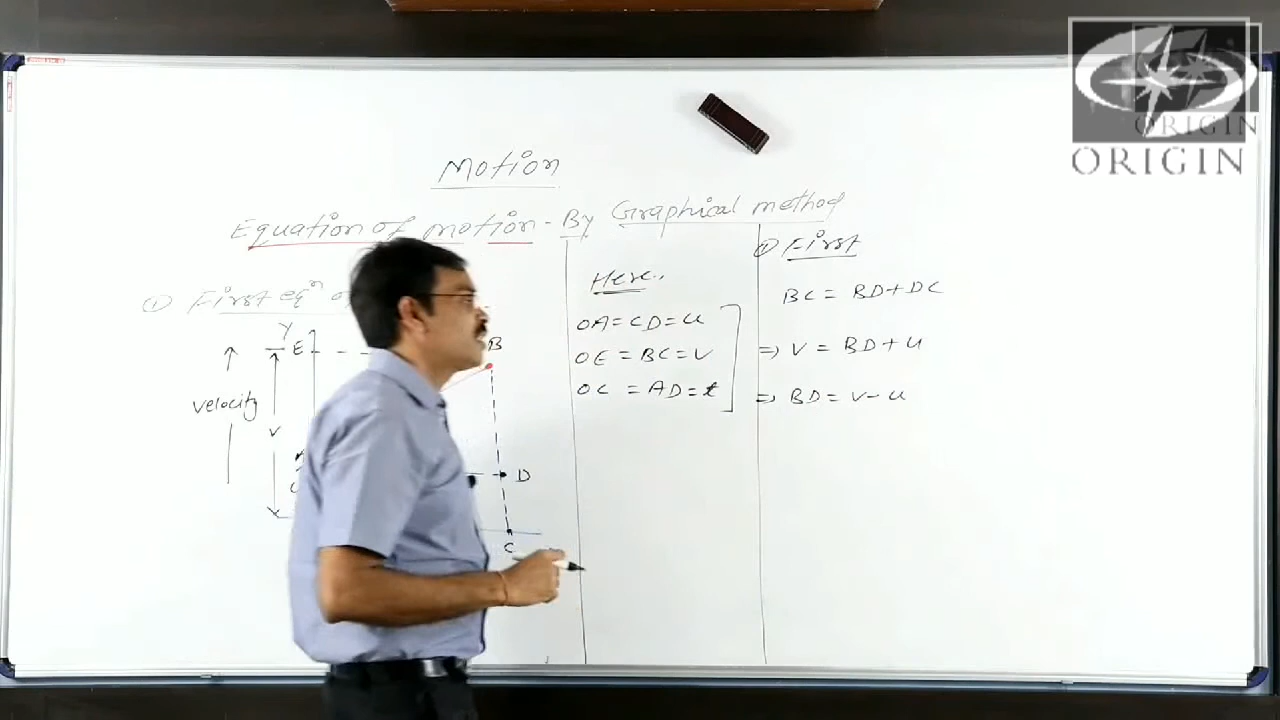 ORIGIN
ORIGIN
Motion
Equation of motion - By Graphical method
① First eqⁿ o
Y
E
velocity
v
A
B
D
C
Here,
OA = CD = u
OE = BC = v
OC = AD = t
① First
BC = BD + DC
⇒ v = BD + u
⇒ BD = v - u